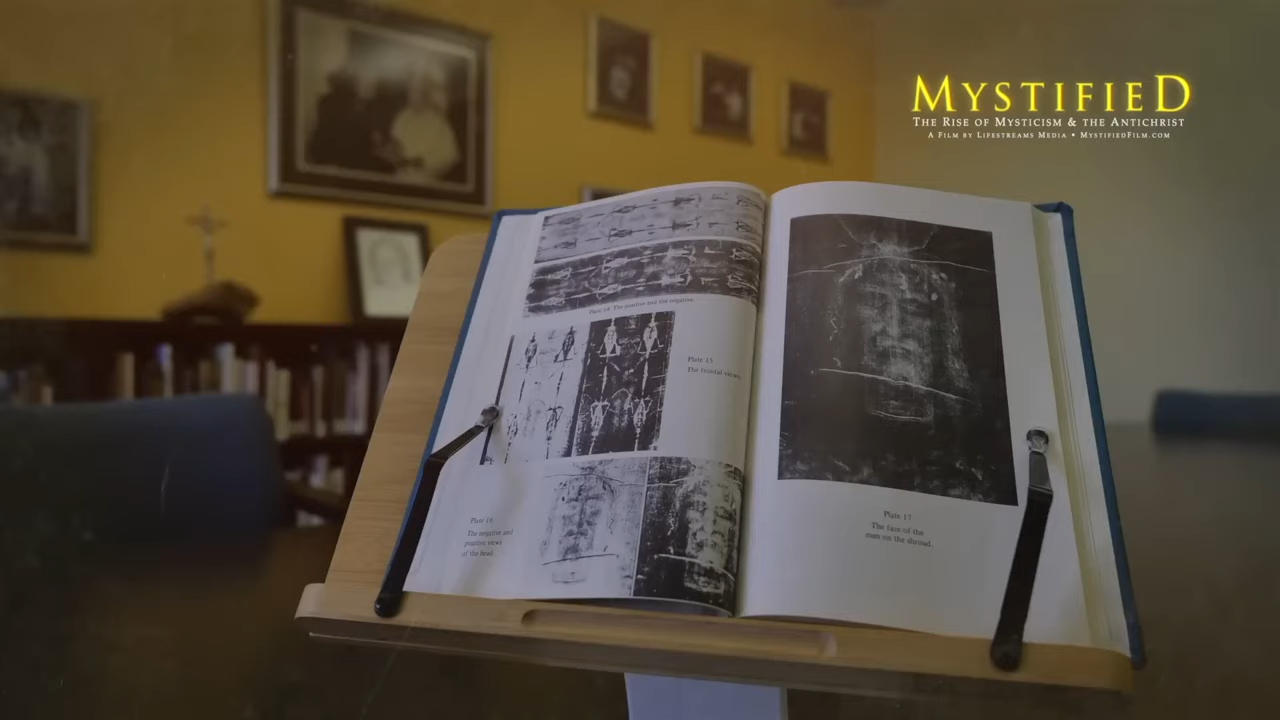 MYSTIFIED
THE RISE OF MYSTICISM & THE ANTICHRIST
A FILM BY LIFESTREAMS MEDIA • MYSTIFIEDFILM.COM
Plate 14 The positive and the negative.
Plate 15
The frontal views.
Plate 16
The negative and
positive views
of the head.
Plate 17
The face of the
man on the shroud.